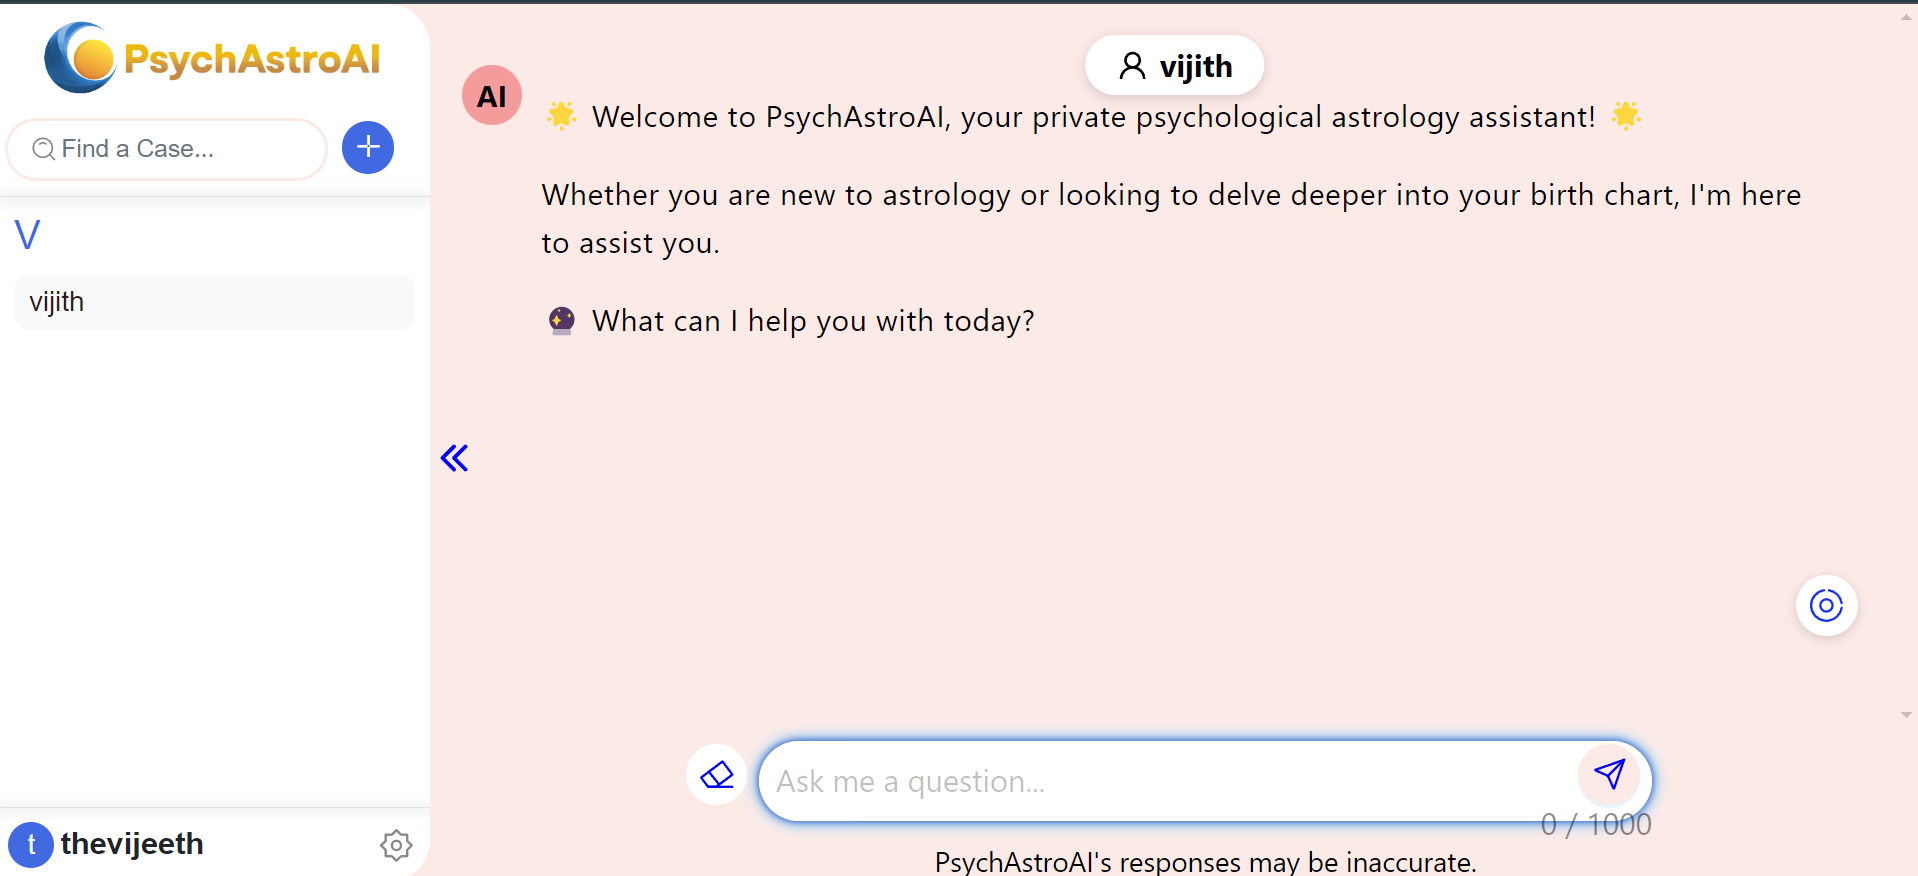 PsychAstroAI
Find a Case...
V
vijith
thevijeeth
vijith
AI
🌟 Welcome to PsychAstroAI, your private psychological astrology assistant! 🌟
Whether you are new to astrology or looking to delve deeper into your birth chart, I'm here
to assist you.
🔮 What can I help you with today?
Ask me a question...
0 / 1000
PsychAstroAI's responses may be inaccurate.
t